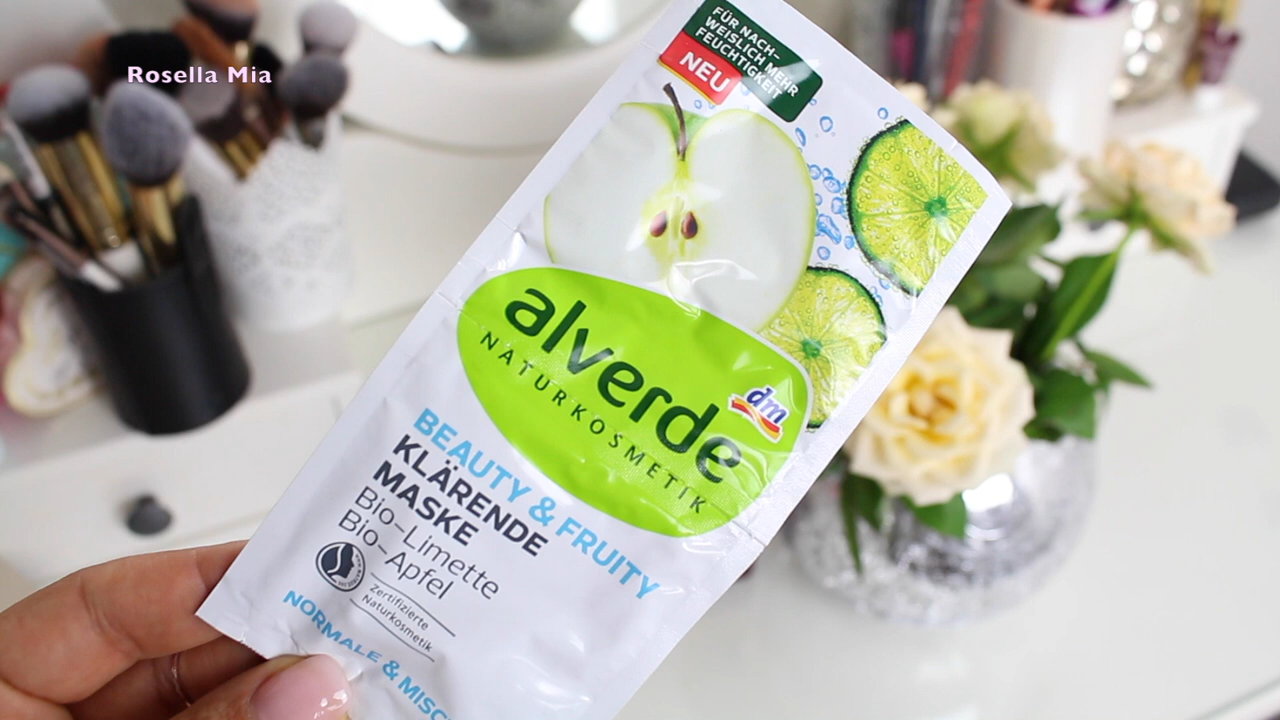 Rosella Mia
FÜR NACH-
WEISLICH MEHR
FEUCHTIGKEIT
NEU
alverde
NATURKOSMETIK
dm
BEAUTY & FRUITY
KLÄRENDE
MASKE
Bio-Limette
Bio-Apfel
Zertifizierte
Naturkosmetik
NORMALE & MISC